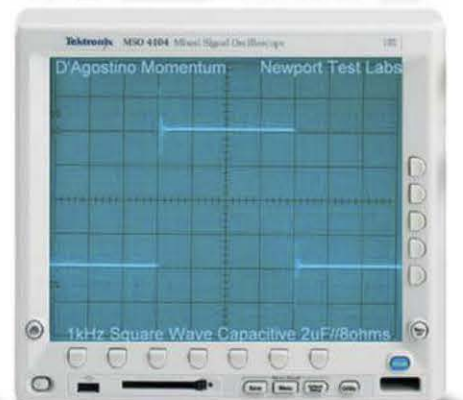 Tektronix MSO 4104 Mixed Signal Oscilloscope
D'Agostino Momentum Newport Test Labs
1kHz Square Wave Capacitive 2uF//8ohms